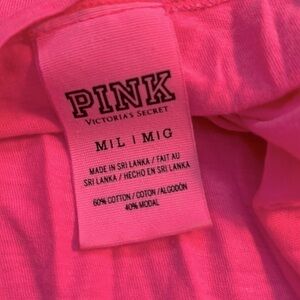 PINK
VICTORIA'S SECRET
M/L | M/G
MADE IN SRI LANKA / FAIT AU
SRI LANKA / HECHO EN SRI LANKA
60% COTTON / COTON / ALGODÓN
40% MODAL